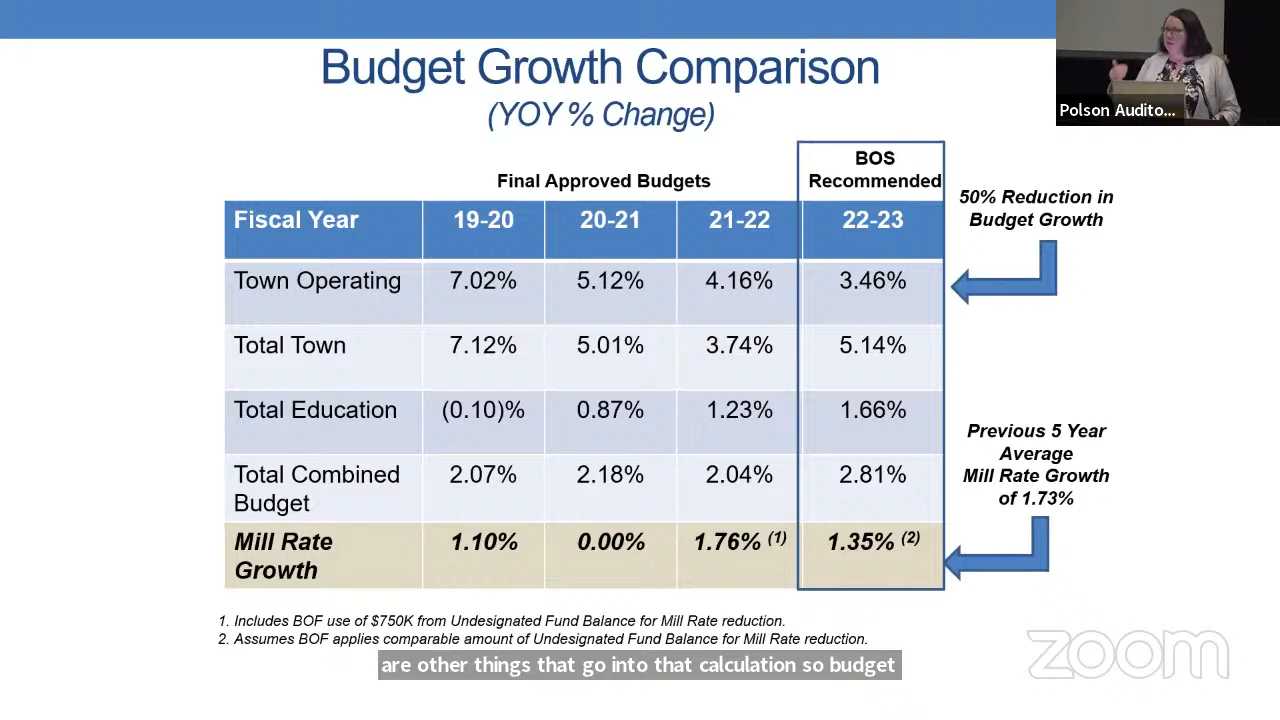 Budget Growth Comparison
(YOY % Change)
Polson Audito...
Final Approved Budgets
BOS
Recommended
Fiscal Year 19-20 20-21 21-22 22-23
Town Operating 7.02% 5.12% 4.16% 3.46%
Total Town 7.12% 5.01% 3.74% 5.14%
Total Education (0.10)% 0.87% 1.23% 1.66%
Total Combined
Budget 2.07% 2.18% 2.04% 2.81%
Mill Rate
Growth 1.10% 0.00% 1.76% (1) 1.35% (2)
50% Reduction in
Budget Growth
Previous 5 Year
Average
Mill Rate Growth
of 1.73%
1. Includes BOF use of $750K from Undesignated Fund Balance for Mill Rate reduction.
2. Assumes BOF applies comparable amount of Undesignated Fund Balance for Mill Rate reduction.
are other things that go into that calculation so budget
zoom